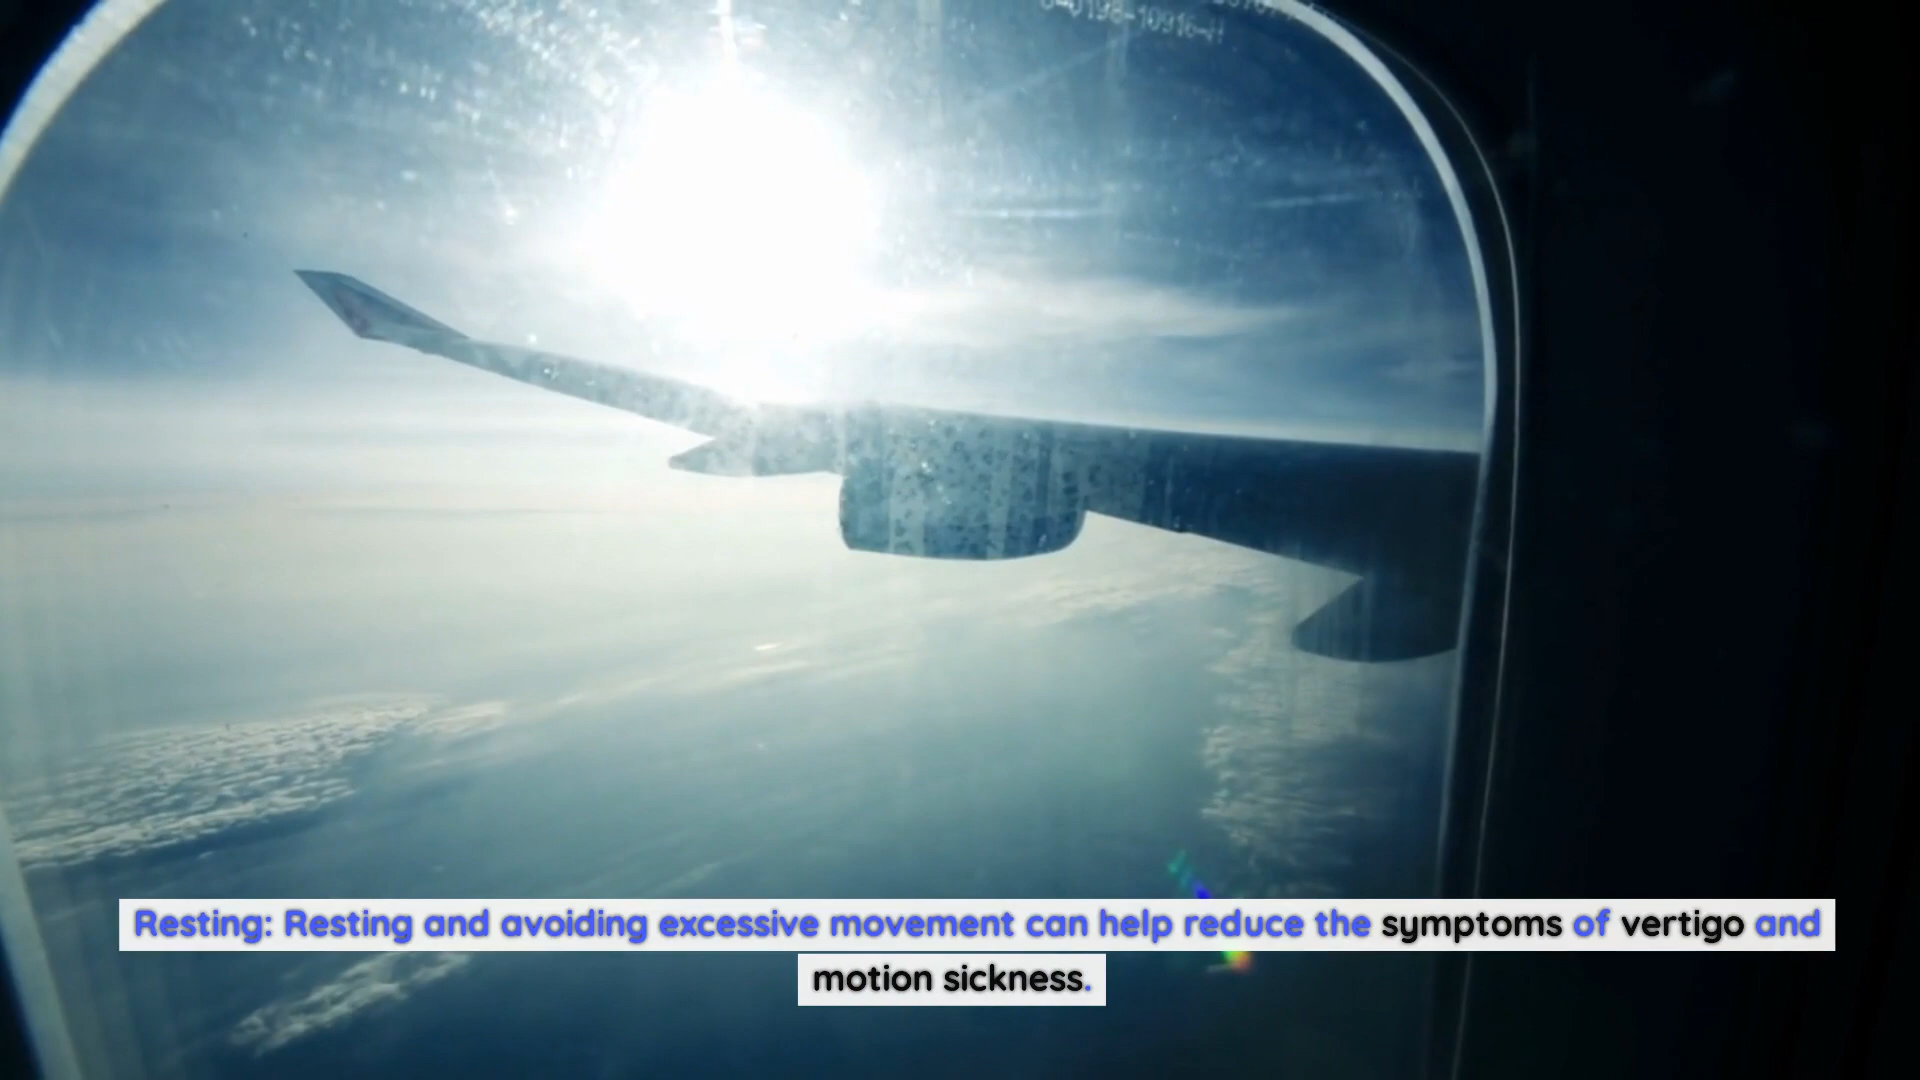 Resting: Resting and avoiding excessive movement can help reduce the symptoms of vertigo and
motion sickness.